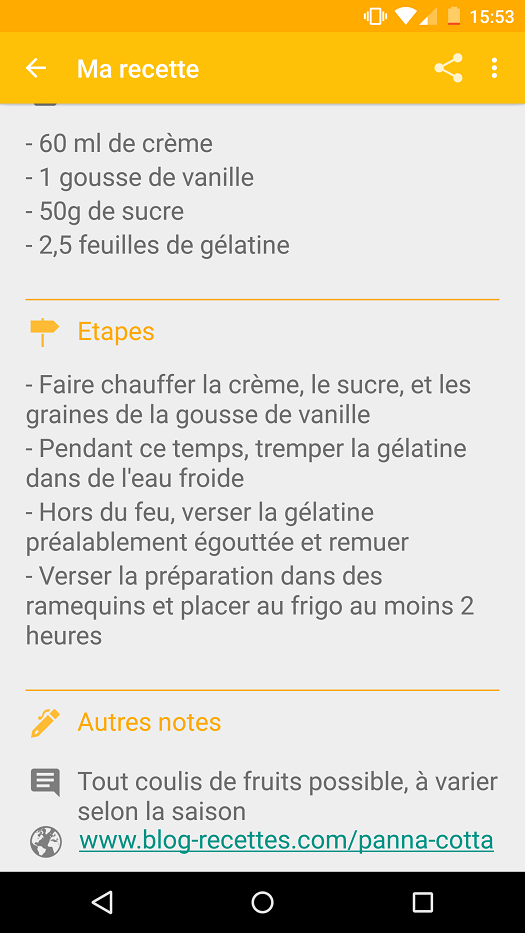 15:53
Ma recette
- 60 ml de crème
- 1 gousse de vanille
- 50g de sucre
- 2,5 feuilles de gélatine
Etapes
- Faire chauffer la crème, le sucre, et les
graines de la gousse de vanille
- Pendant ce temps, tremper la gélatine
dans de l'eau froide
- Hors du feu, verser la gélatine
préalablement égouttée et remuer
- Verser la préparation dans des
ramequins et placer au frigo au moins 2
heures
Autres notes
Tout coulis de fruits possible, à varier
selon la saison
www.blog-recettes.com/panna-cotta